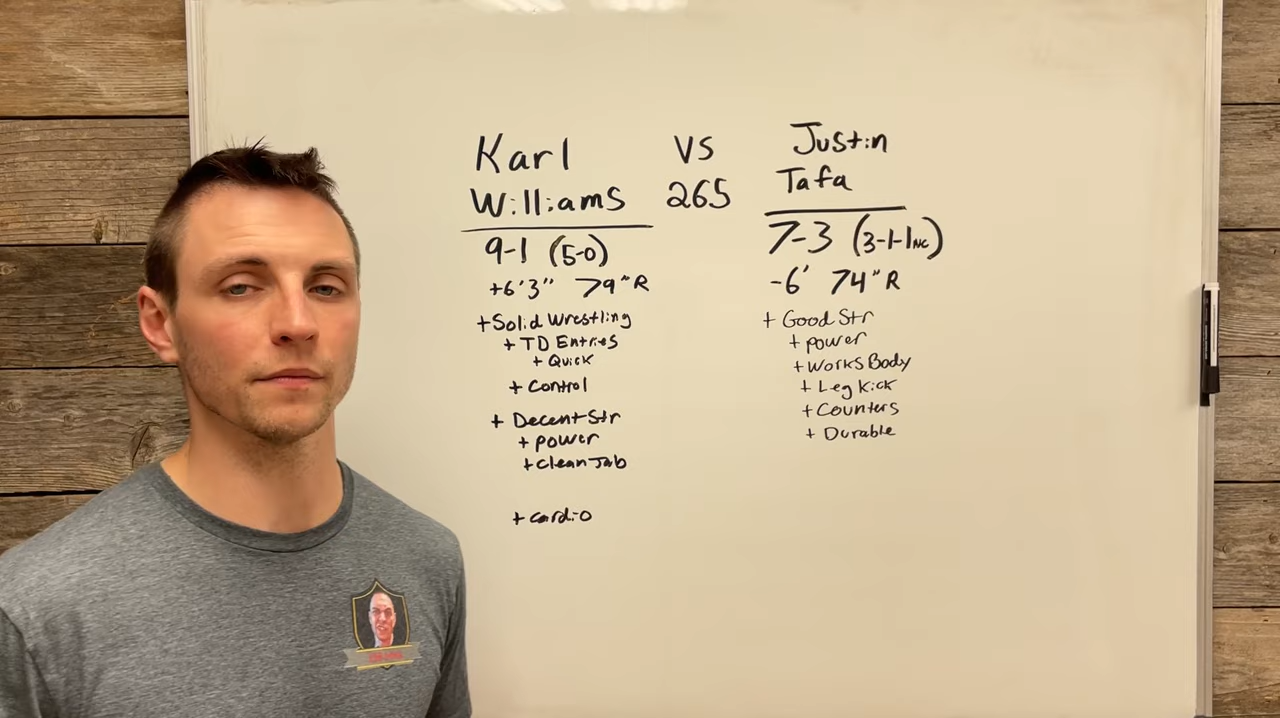 Karl
Williams
9-1 (5-0)
+6'3" 79"R
+Solid Wrestling
+ TD Entries
+ Quick
+ Control
+ Decent Str
+ power
+clean Jab
+ cardio
VS
265
Justin
Tafa
7-3 (3-1-1NC)
-6' 74"R
+ Good Str
+ power
+Works Body
+ Leg Kick
+ Counters
+ Durable